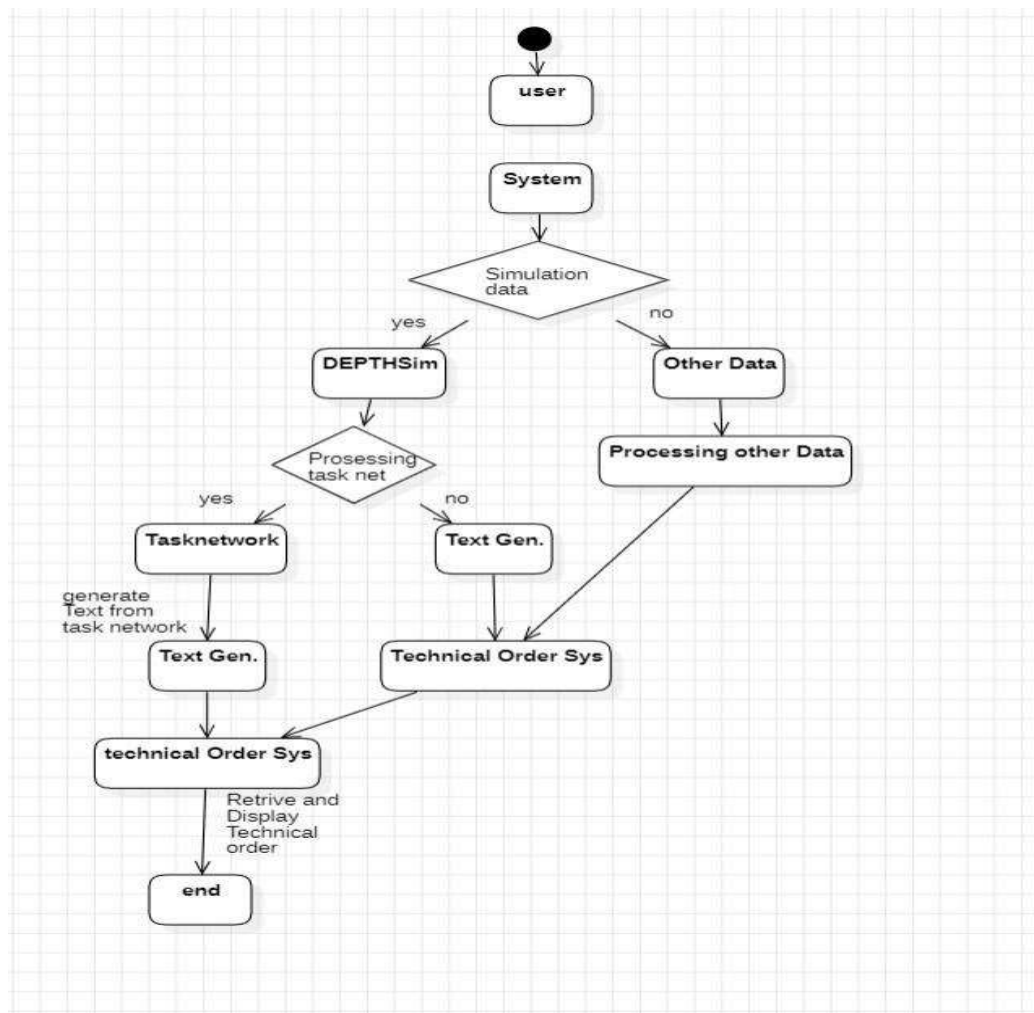 user
System
Simulation
data
yes
no
DEPTHSim
Other Data
Prosessing
task net
Processing other Data
yes
no
Tasknetwork
Text Gen.
generate
Text from
task network
Text Gen.
Technical Order Sys
technical Order Sys
Retrive and
Display
Technical
order
end